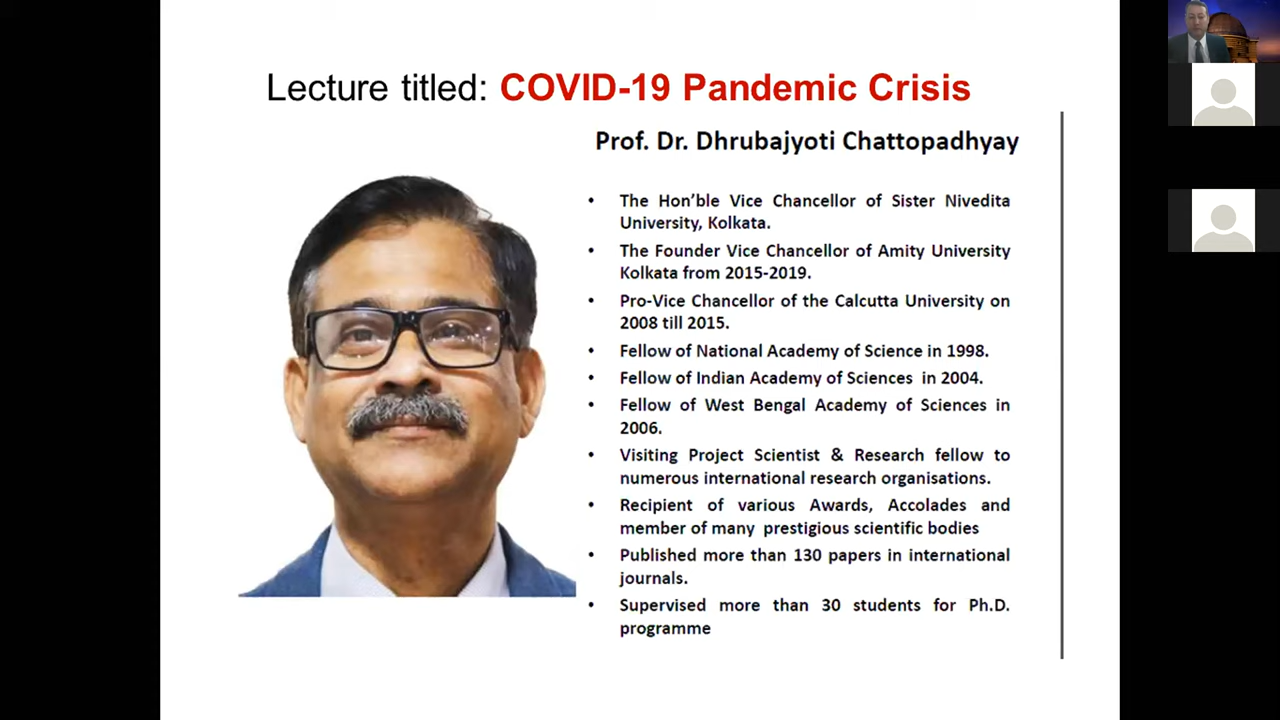 Lecture titled: COVID-19 Pandemic Crisis
Prof. Dr. Dhrubajyoti Chattopadhyay
• The Hon’ble Vice Chancellor of Sister Nivedita
University, Kolkata.
• The Founder Vice Chancellor of Amity University
Kolkata from 2015-2019.
• Pro-Vice Chancellor of the Calcutta University on
2008 till 2015.
• Fellow of National Academy of Science in 1998.
• Fellow of Indian Academy of Sciences in 2004.
• Fellow of West Bengal Academy of Sciences in
2006.
• Visiting Project Scientist & Research fellow to
numerous international research organisations.
• Recipient of various Awards, Accolades and
member of many prestigious scientific bodies
• Published more than 130 papers in international
journals.
• Supervised more than 30 students for Ph.D.
programme